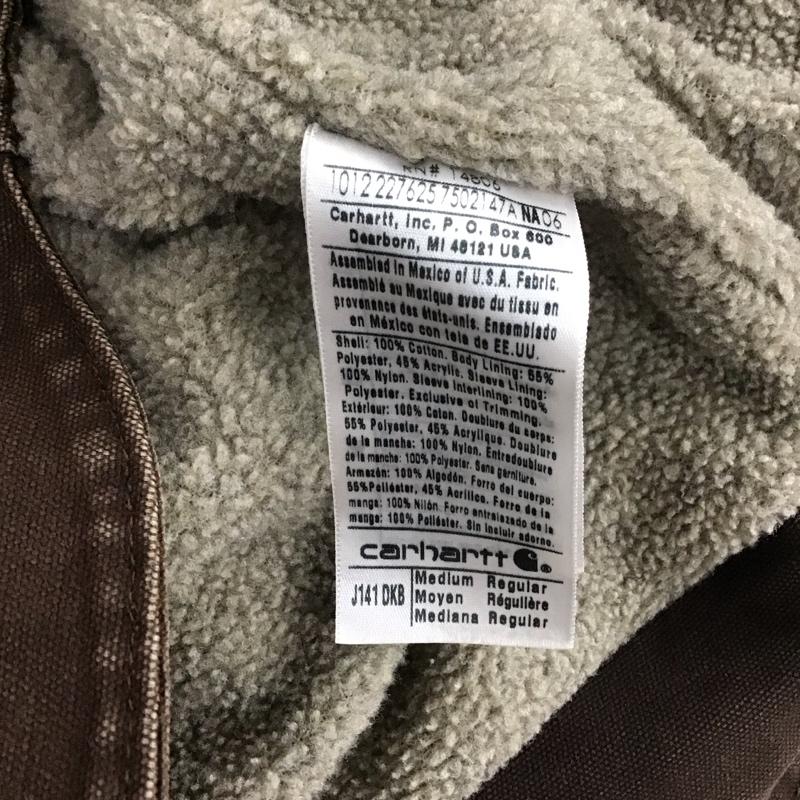 RN# 14806
1012 227625 7502147A NA 06
Carhartt, Inc. P. O. Box 600
Dearborn, MI 48121 USA
Assembled in Mexico of U.S.A. Fabric.
Assemblé au Mexique avec du tissu en
provenance des états-unis. Ensamblado
en México con tela de EE.UU.
Shell: 100% Cotton. Body Lining: 55%
Polyester, 45% Acrylic. Sleeve Lining:
100% Nylon. Sleeve Interlining: 100%
Polyester. Exclusive of Trimming.
Extérieur: 100% Coton. Doublure du corps:
55% Polyester, 45% Acrylique. Doublure
de la manche: 100% Nylon. Entredoublure
de la manche: 100% Polyester. Sans garniture.
Armazón: 100% Algodón. Forro del cuerpo:
55%Poliéster, 45% Acrílico. Forro de la
manga: 100% Nilón. Forro entralazado de la
manga: 100% Poliéster. Sin incluir adorno.
carhartt ®
J141 DKB
Medium Regular
Moyen Régulière
Mediana Regular